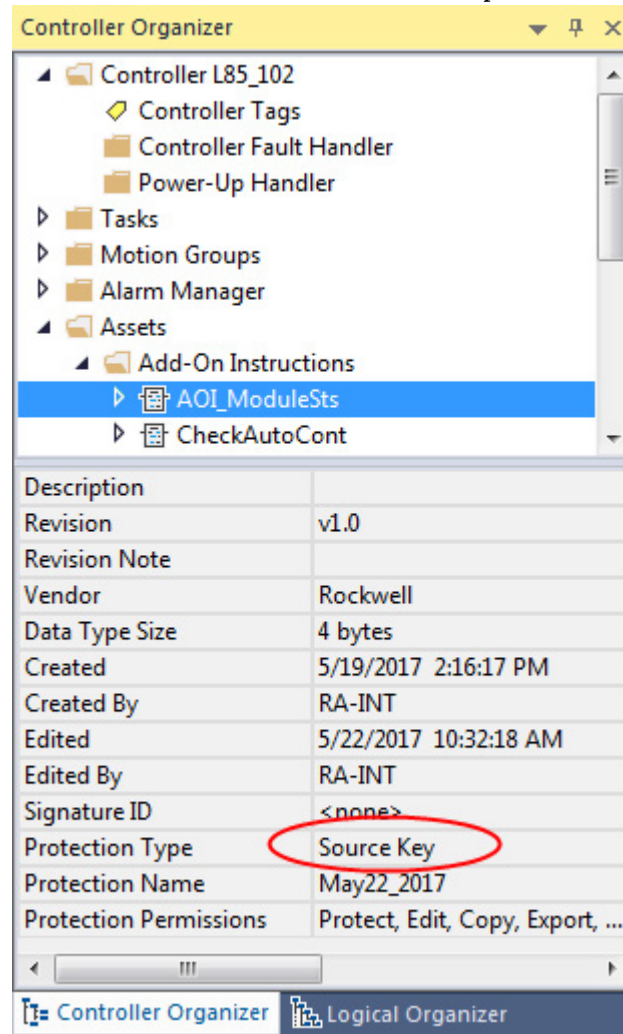 Controller Organizer
Controller L85_102
Controller Tags
Controller Fault Handler
Power-Up Handler
Tasks
Motion Groups
Alarm Manager
Assets
Add-On Instructions
AOI_ModuleSts
CheckAutoCont
Description
Revision v1.0
Revision Note
Vendor Rockwell
Data Type Size 4 bytes
Created 5/19/2017 2:16:17 PM
Created By RA-INT
Edited 5/22/2017 10:32:18 AM
Edited By RA-INT
Signature ID <none>
Protection Type Source Key
Protection Name May22_2017
Protection Permissions Protect, Edit, Copy, Export, ...
Controller Organizer Logical Organizer